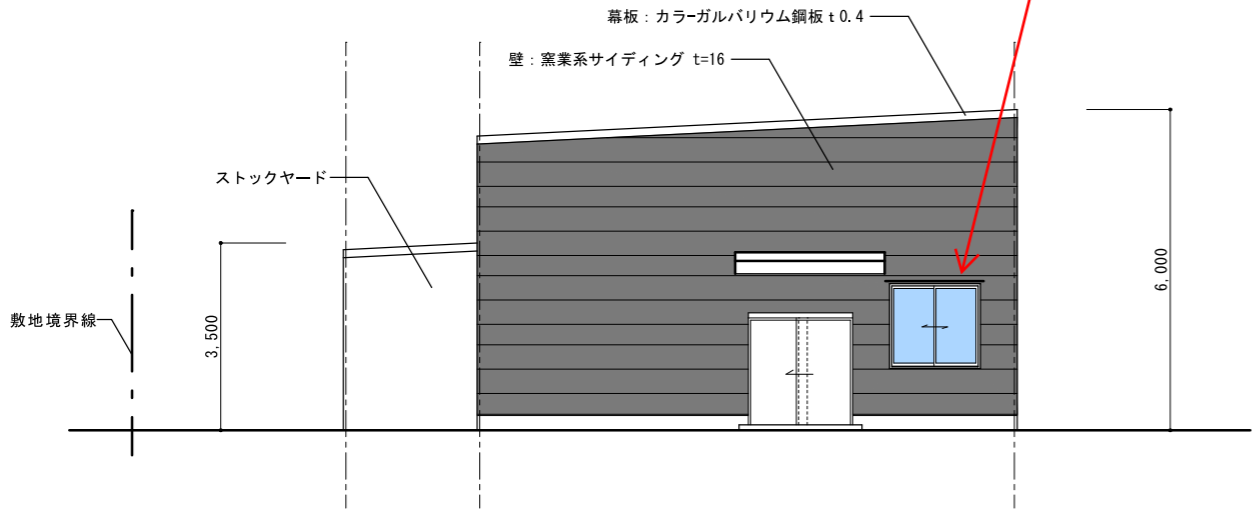 幕板：カラーガルバリウム鋼板ｔ0.4
壁：窯業系サイディング t=16
ストックヤード
敷地境界線
3,500
6,000